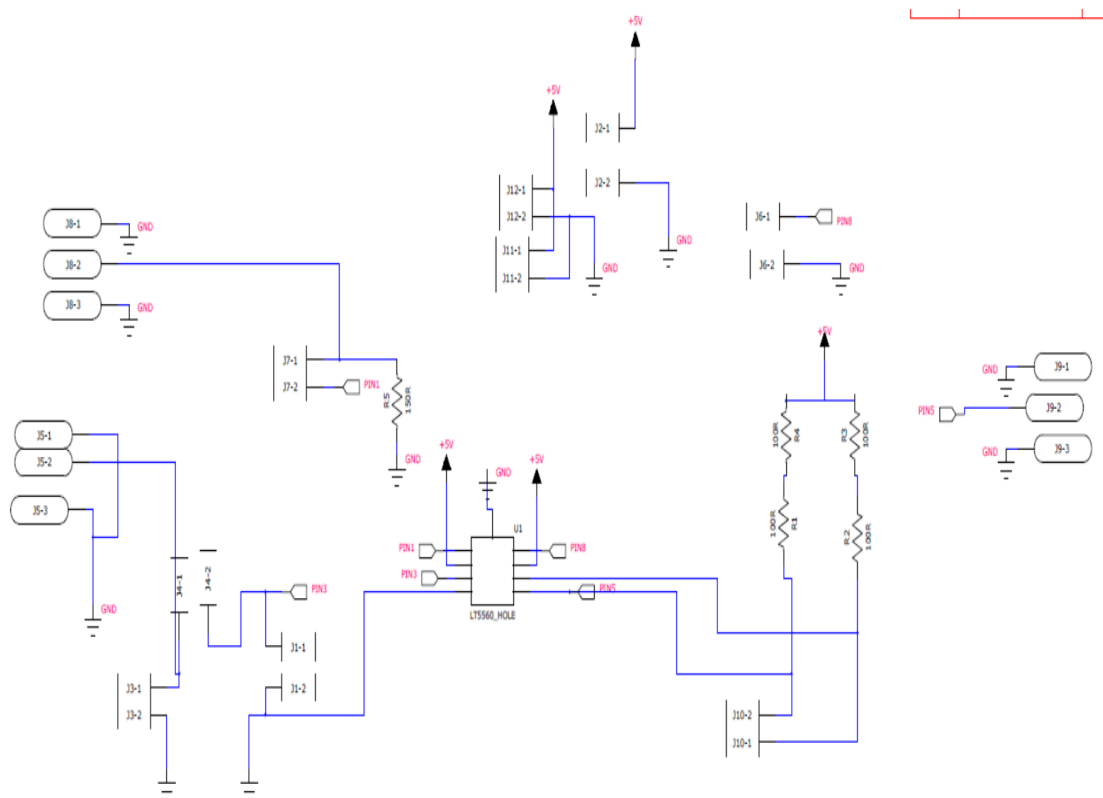 +5V
+5V
J2-1
J12-1
J2-2
J12-2
J6-1
PIN8
J8-1
GND
GND
J11-1
J8-2
J6-2
GND
J11-2
GND
J8-3
GND
+5V
J7-1
GND
J9-1
J7-2
PIN1
R5
150R
PIN5
J9-2
100R
R4
R3
100R
J5-1
+5V
+5V
GND
J9-3
J5-2
GND
GND
J5-3
100R
R1
R2
100R
U1
PIN1
PIN8
J4-1
J4-2
PIN3
PIN3
PIN5
GND
LT5560_HOLE
J1-1
J3-1
J1-2
J3-2
J10-2
J10-1